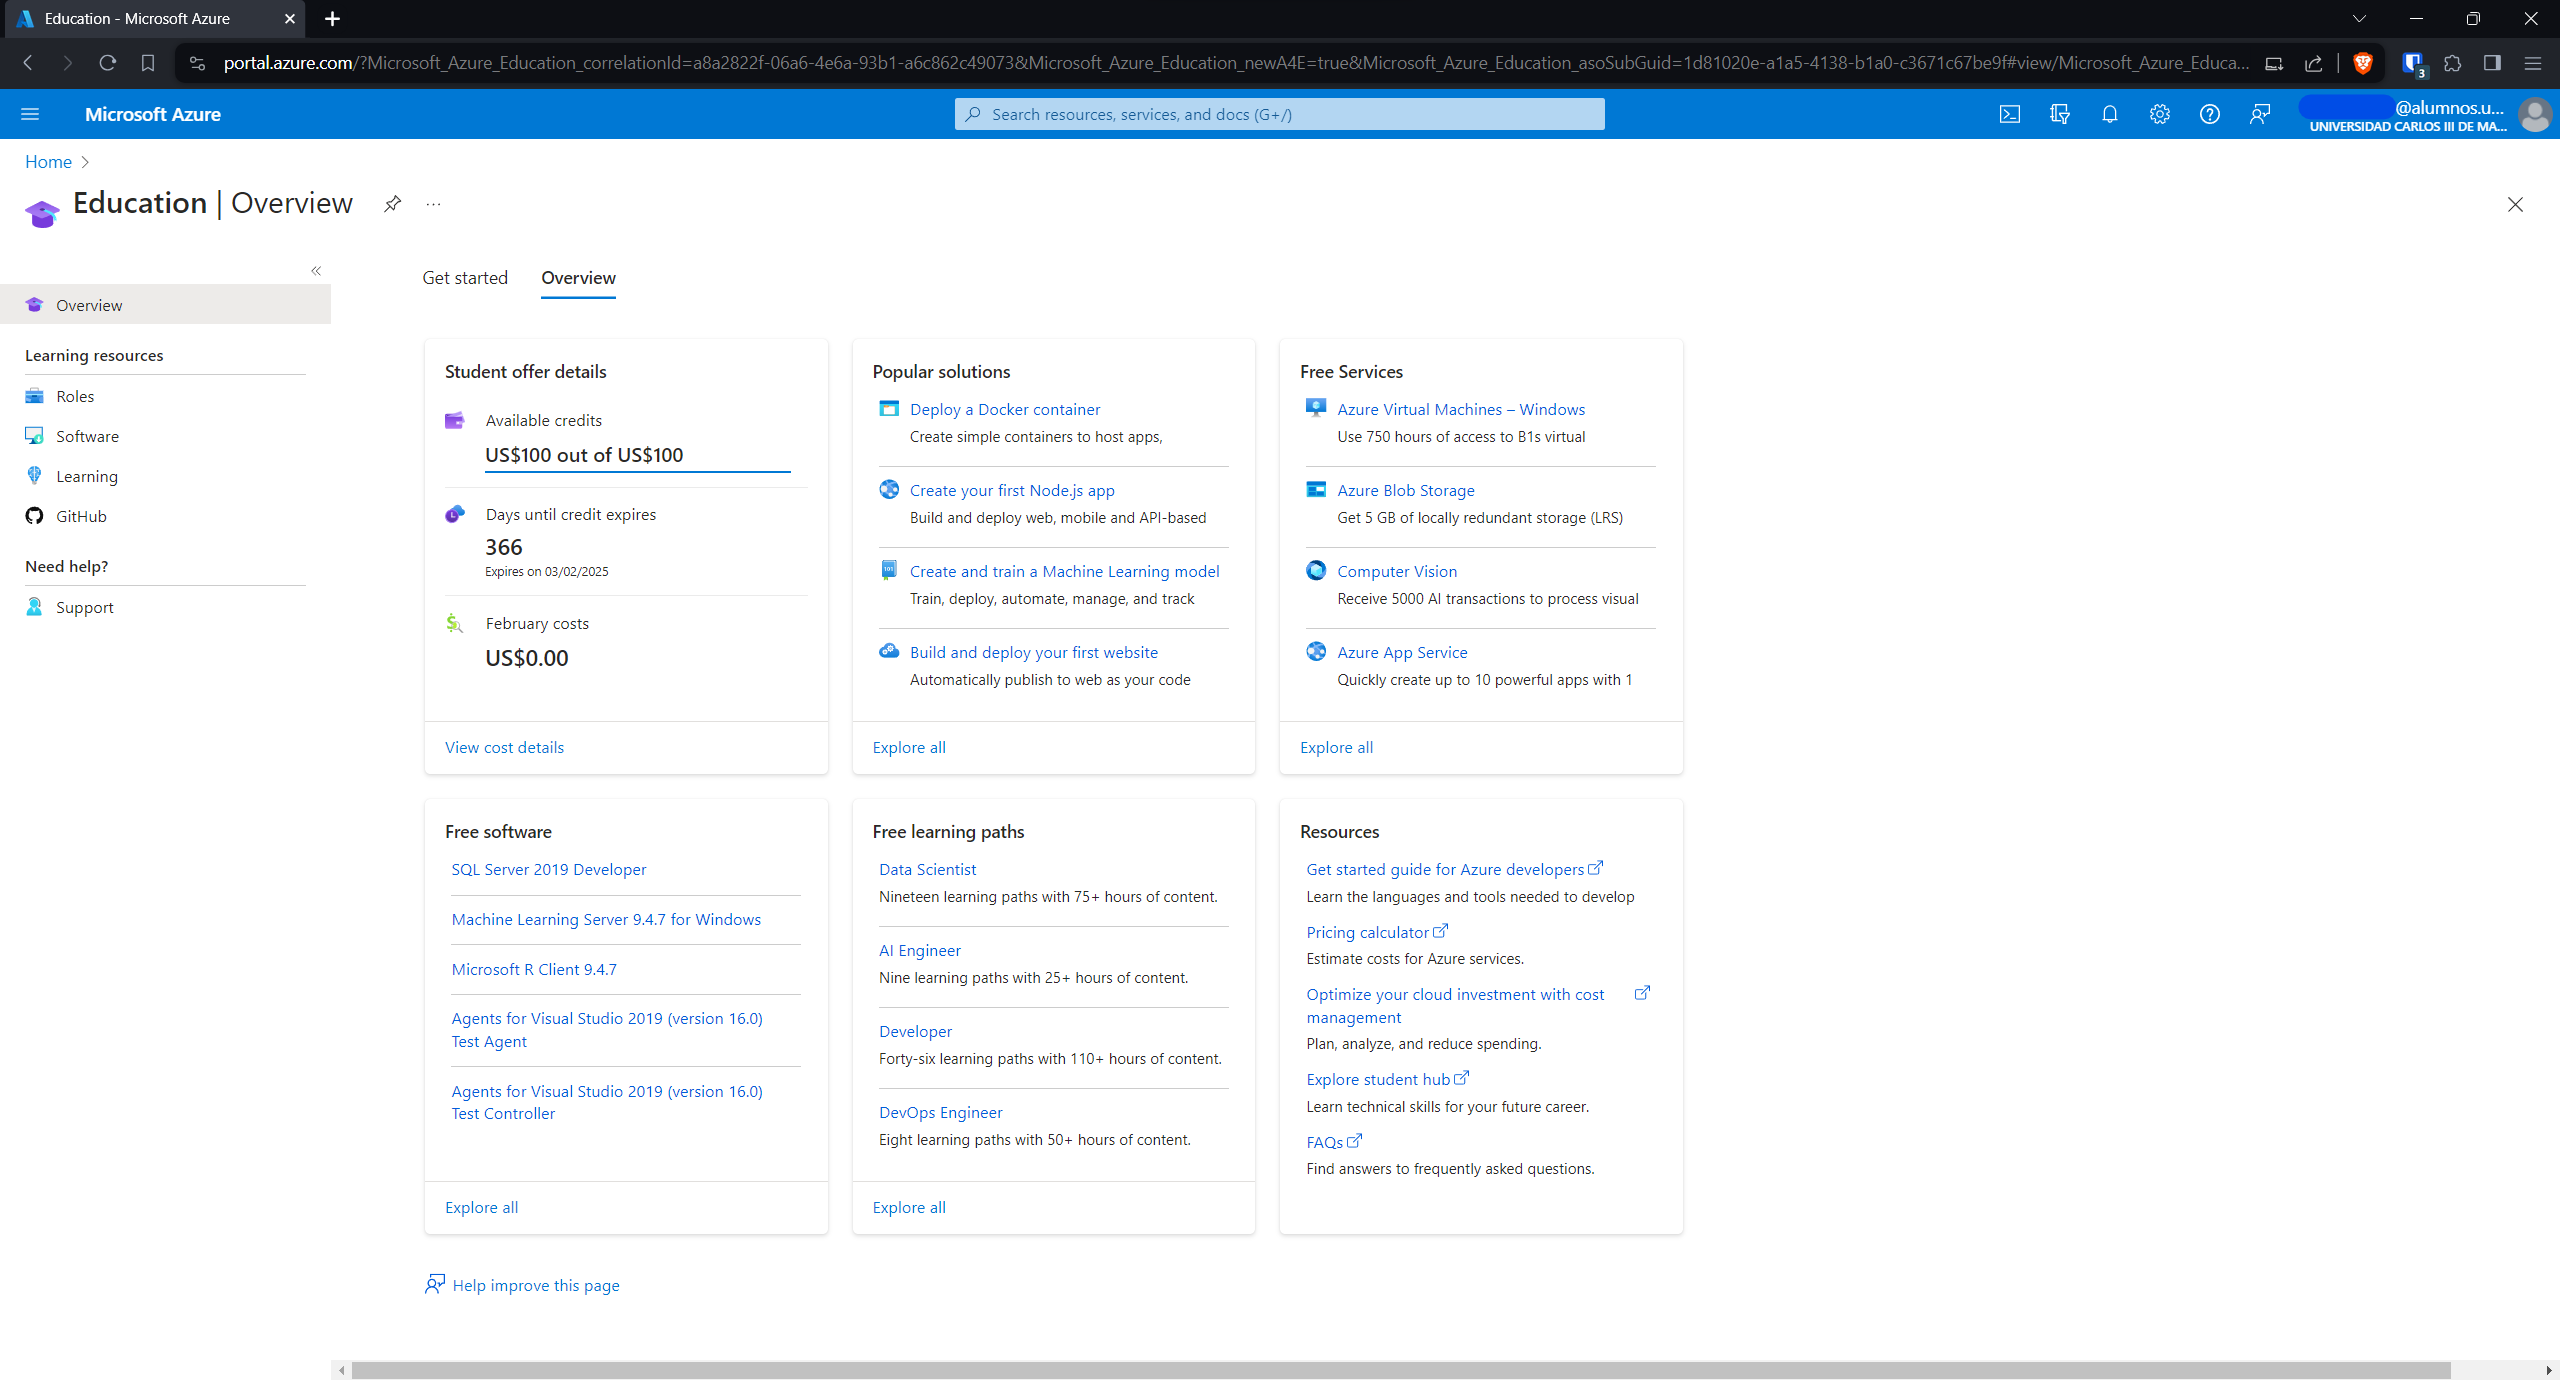 Education - Microsoft Azure
portal.azure.com/?Microsoft_Azure_Education_correlationId=a8a2822f-06a6-4e6a-93b1-a6c862c49073&Microsoft_Azure_Education_newA4E=true&Microsoft_Azure_Education_asoSubGuid=1d81020e-a1a5-4138-b1a0-c3671c67be9f#view/Microsoft_Azure_Educa...
3
Microsoft Azure
Search resources, services, and docs (G+/)
@alumnos.u...
UNIVERSIDAD CARLOS III DE MA...
Home
Education | Overview
Overview
Learning resources
Roles
Software
Learning
GitHub
Need help?
Support
Get started
Overview
Student offer details
Available credits
US$100 out of US$100
Days until credit expires
366
Expires on 03/02/2025
February costs
US$0.00
View cost details
Popular solutions
Deploy a Docker container
Create simple containers to host apps,
Create your first Node.js app
Build and deploy web, mobile and API-based
Create and train a Machine Learning model
Train, deploy, automate, manage, and track
Build and deploy your first website
Automatically publish to web as your code
Explore all
Free Services
Azure Virtual Machines – Windows
Use 750 hours of access to B1s virtual
Azure Blob Storage
Get 5 GB of locally redundant storage (LRS)
Computer Vision
Receive 5000 AI transactions to process visual
Azure App Service
Quickly create up to 10 powerful apps with 1
Explore all
Free software
SQL Server 2019 Developer
Machine Learning Server 9.4.7 for Windows
Microsoft R Client 9.4.7
Agents for Visual Studio 2019 (version 16.0)
Test Agent
Agents for Visual Studio 2019 (version 16.0)
Test Controller
Explore all
Free learning paths
Data Scientist
Nineteen learning paths with 75+ hours of content.
AI Engineer
Nine learning paths with 25+ hours of content.
Developer
Forty-six learning paths with 110+ hours of content.
DevOps Engineer
Eight learning paths with 50+ hours of content.
Explore all
Resources
Get started guide for Azure developers
Learn the languages and tools needed to develop
Pricing calculator
Estimate costs for Azure services.
Optimize your cloud investment with cost
management
Plan, analyze, and reduce spending.
Explore student hub
Learn technical skills for your future career.
FAQs
Find answers to frequently asked questions.
Help improve this page